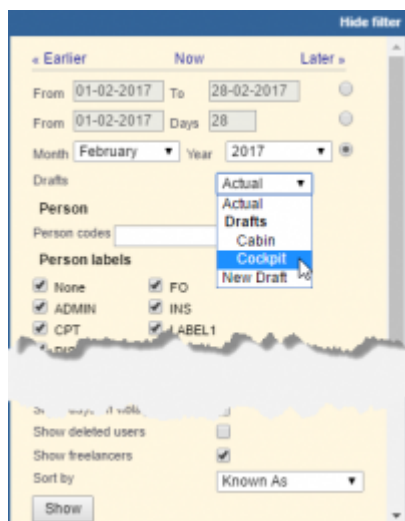 Hide filter
« Earlier Now Later »
From 01-02-2017 To 28-02-2017
From 01-02-2017 Days 28
Month February Year 2017
Drafts Actual
Actual
Person Drafts
Cabin
Person codes Cockpit
Person labels New Draft
None FO
ADMIN INS
CPT LABEL1
Show deleted users
Show freelancers
Sort by Known As
Show